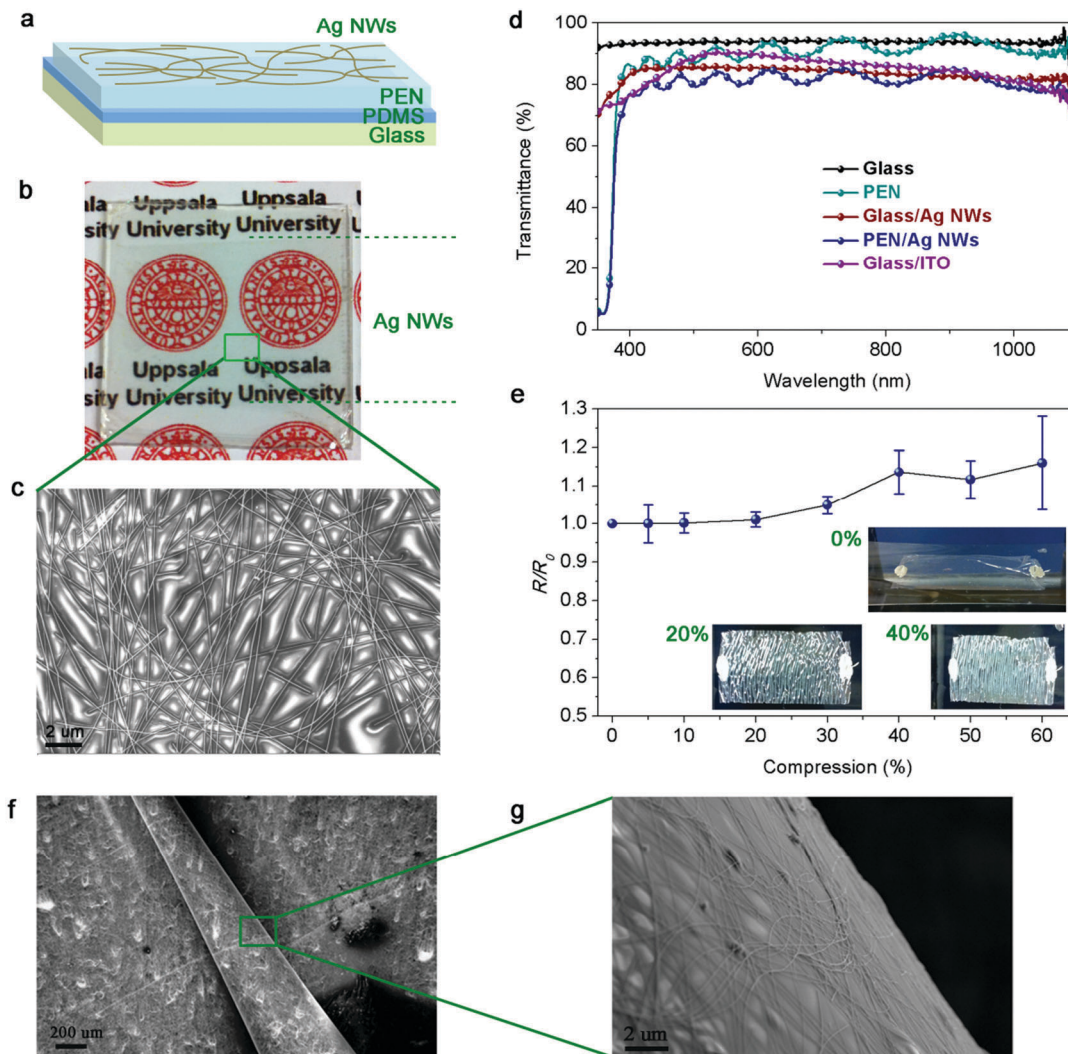 a
Ag NWs
PEN
PDMS
Glass
b
Uppsala Uppsala
University University
Ag NWs
Uppsala Uppsala
University University
c
2 um
d
100
80
60
40
20
0
Transmittance (%)
Glass
PEN
Glass/Ag NWs
PEN/Ag NWs
Glass/ITO
400 600 800 1000
Wavelength (nm)
e
1.3
1.2
1.1
1.0
0.9
0.8
0.7
0.6
0.5
R/R0
0%
20% 40%
0 10 20 30 40 50 60
Compression (%)
f
200 um
g
2 um